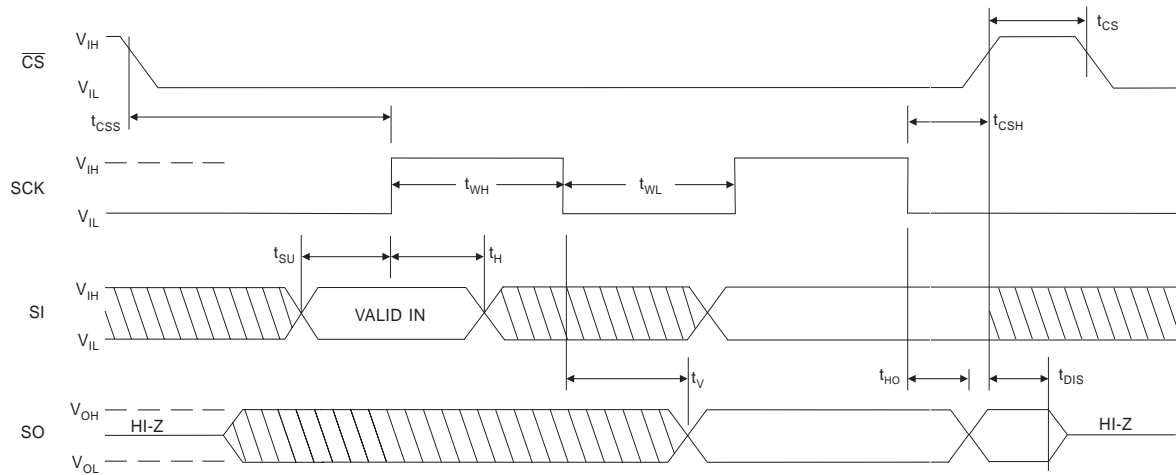 V_IH
t_CS
CS
V_IL
t_CSS
t_CSH
V_IH
SCK
t_WH
t_WL
V_IL
t_SU
t_H
V_IH
SI
VALID IN
V_IL
t_V
t_HO
t_DIS
V_OH
SO
HI-Z
HI-Z
V_OL